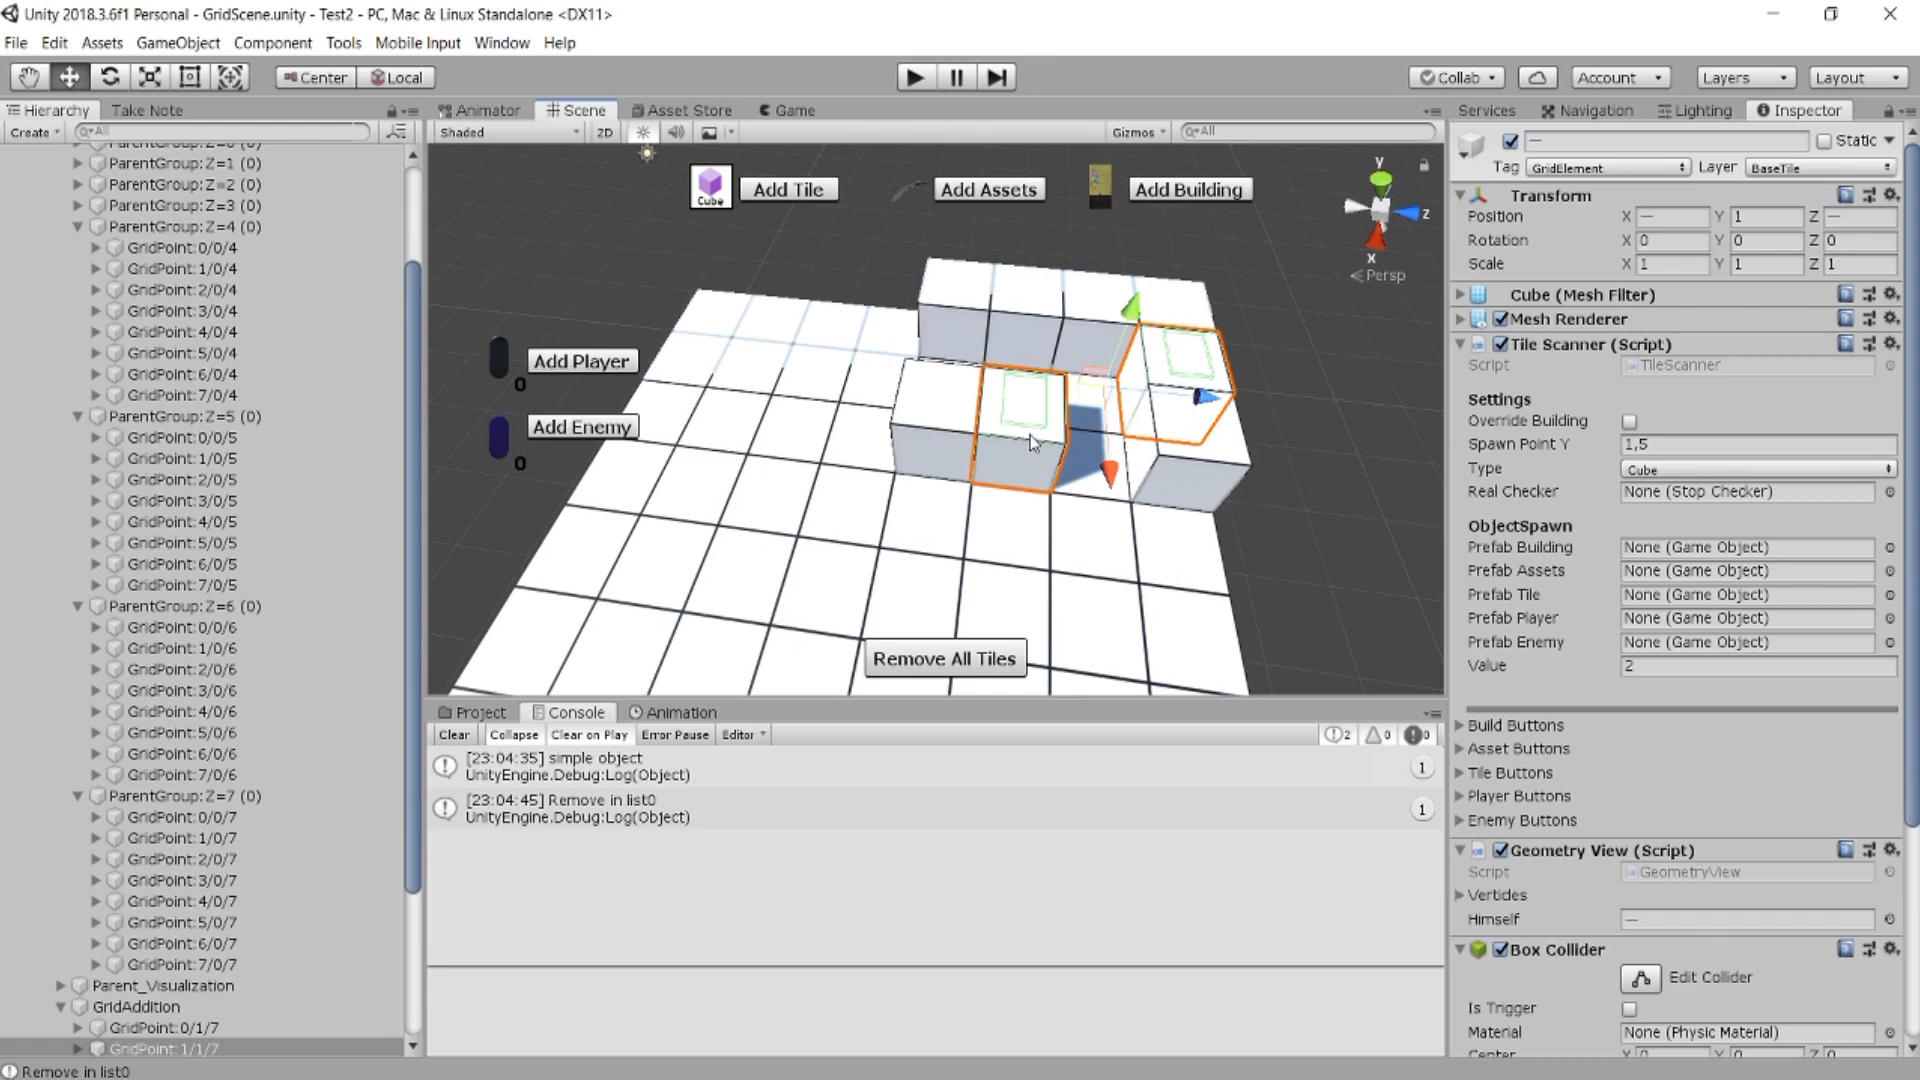 Unity 2018.3.6f1 Personal - GridScene.unity - Test2 - PC, Mac & Linux Standalone <DX11>
File Edit Assets GameObject Component Tools Mobile Input Window Help
Center Local Collab Account Layers Layout
Hierarchy Take Note
Create All
ParentGroup:Z=1 (0)
ParentGroup:Z=2 (0)
ParentGroup:Z=3 (0)
ParentGroup:Z=4 (0)
GridPoint:0/0/4
GridPoint:1/0/4
GridPoint:2/0/4
GridPoint:3/0/4
GridPoint:4/0/4
GridPoint:5/0/4
GridPoint:6/0/4
GridPoint:7/0/4
ParentGroup:Z=5 (0)
GridPoint:0/0/5
GridPoint:1/0/5
GridPoint:2/0/5
GridPoint:3/0/5
GridPoint:4/0/5
GridPoint:5/0/5
GridPoint:6/0/5
GridPoint:7/0/5
ParentGroup:Z=6 (0)
GridPoint:0/0/6
GridPoint:1/0/6
GridPoint:2/0/6
GridPoint:3/0/6
GridPoint:4/0/6
GridPoint:5/0/6
GridPoint:6/0/6
GridPoint:7/0/6
ParentGroup:Z=7 (0)
GridPoint:0/0/7
GridPoint:1/0/7
GridPoint:2/0/7
GridPoint:3/0/7
GridPoint:4/0/7
GridPoint:5/0/7
GridPoint:6/0/7
GridPoint:7/0/7
Parent_Visualization
GridAddition
GridPoint:0/1/7
GridPoint:1/1/7
Animator Scene Asset Store Game
Shaded 2D Gizmos All
Cube Add Tile Add Assets Add Building
y
z
x
Persp
Add Player
0
Add Enemy
0
Remove All Tiles
Project Console Animation
Clear Collapse Clear on Play Error Pause Editor 2 0 0
[23:04:35] simple object
UnityEngine.Debug:Log(Object)
1
[23:04:45] Remove in list0
UnityEngine.Debug:Log(Object)
1
Services Navigation Lighting Inspector
— Static
Tag GridElement Layer BaseTile
Transform
Position X — Y 1 Z —
Rotation X 0 Y 0 Z 0
Scale X 1 Y 1 Z 1
Cube (Mesh Filter)
Mesh Renderer
Tile Scanner (Script)
Script TileScanner
Settings
Override Building
Spawn Point Y 1,5
Type Cube
Real Checker None (Stop Checker)
ObjectSpawn
Prefab Building None (Game Object)
Prefab Assets None (Game Object)
Prefab Tile None (Game Object)
Prefab Player None (Game Object)
Prefab Enemy None (Game Object)
Value 2
Build Buttons
Asset Buttons
Tile Buttons
Player Buttons
Enemy Buttons
Geometry View (Script)
Script GeometryView
Vertides
Himself —
Box Collider
Edit Collider
Is Trigger
Material None (Physic Material)
Remove in list0